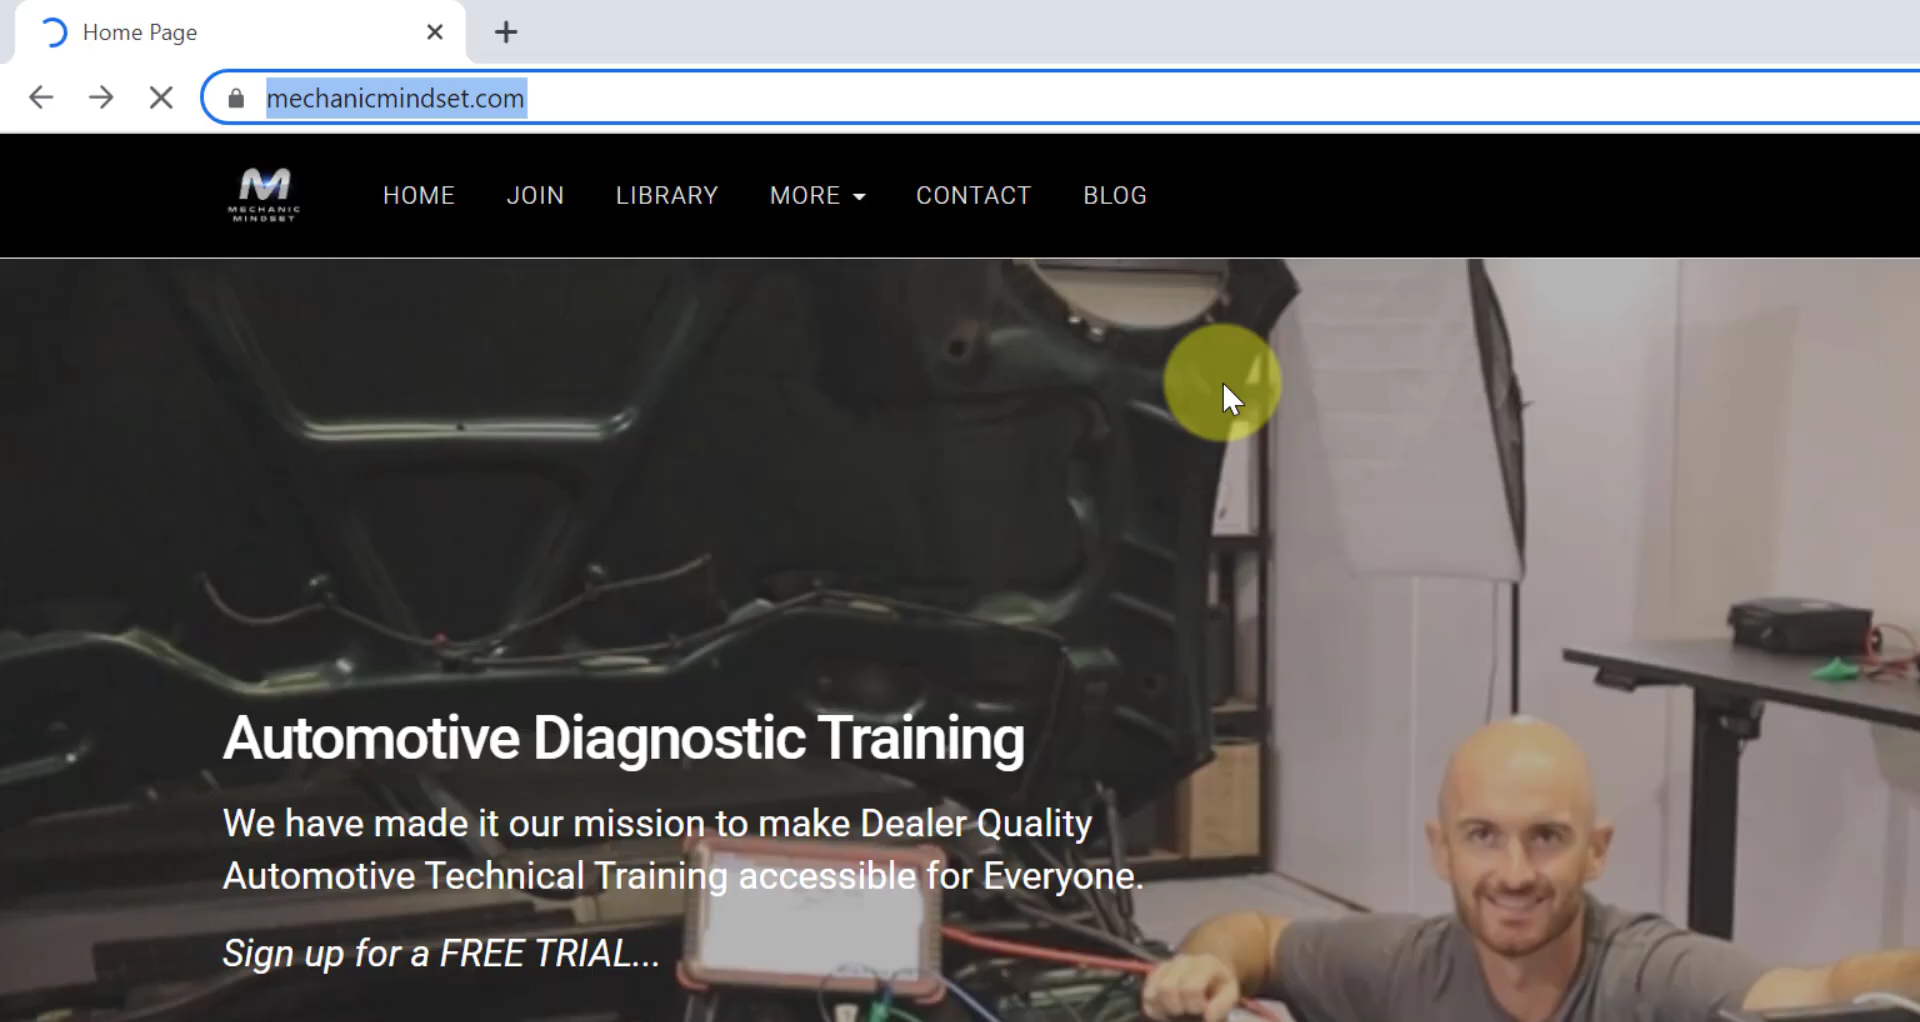 Home Page
mechanicmindset.com
M
MECHANIC
MINDSET
HOME JOIN LIBRARY MORE CONTACT BLOG
Automotive Diagnostic Training
We have made it our mission to make Dealer Quality
Automotive Technical Training accessible for Everyone.
Sign up for a FREE TRIAL...